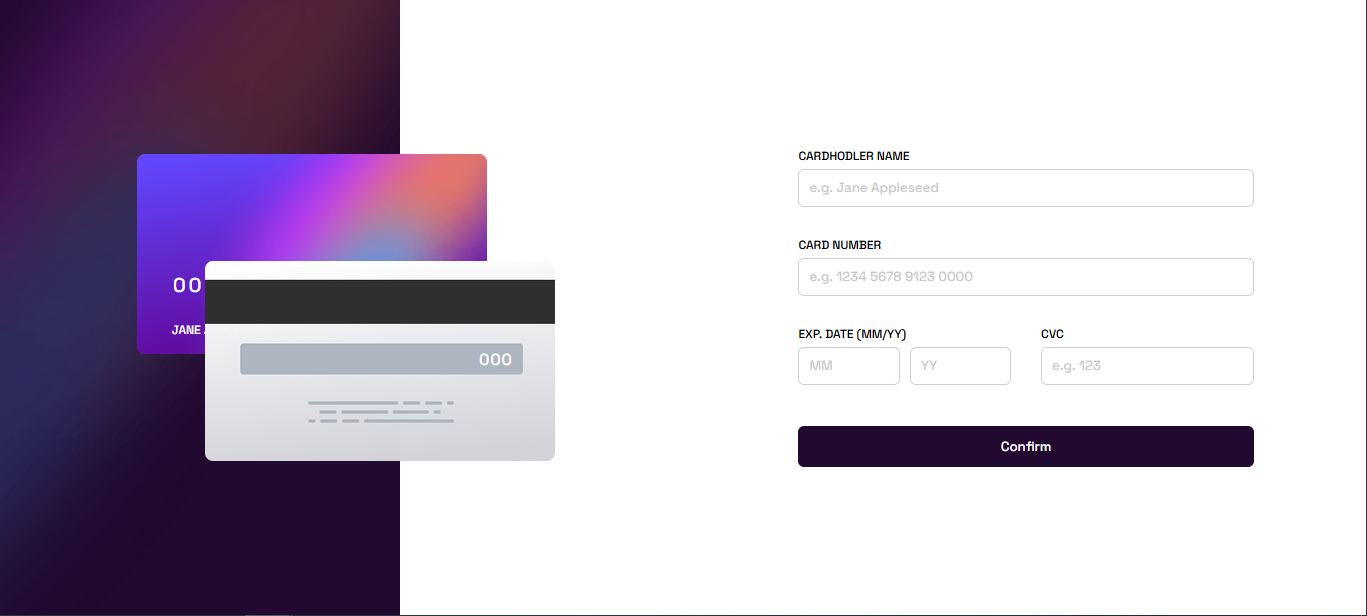 00
JANE
000
CARDHODLER NAME
e.g. Jane Appleseed
CARD NUMBER
e.g. 1234 5678 9123 0000
EXP. DATE (MM/YY)
CVC
MM
YY
e.g. 123
Confirm